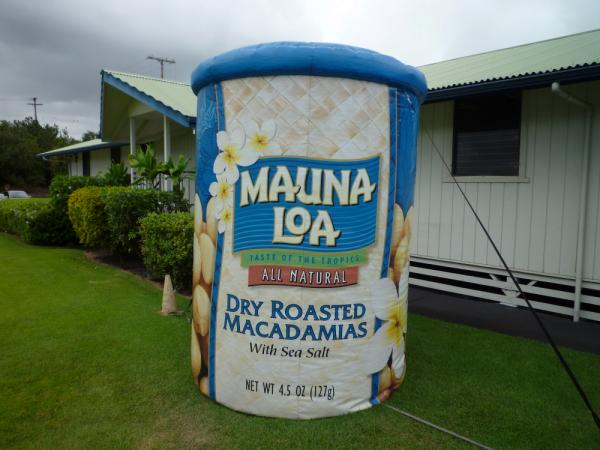 MAUNA
LOA
TASTE OF THE TROPICS
ALL NATURAL
DRY ROASTED
MACADAMIAS
With Sea Salt
NET WT 4.5 OZ (127g)